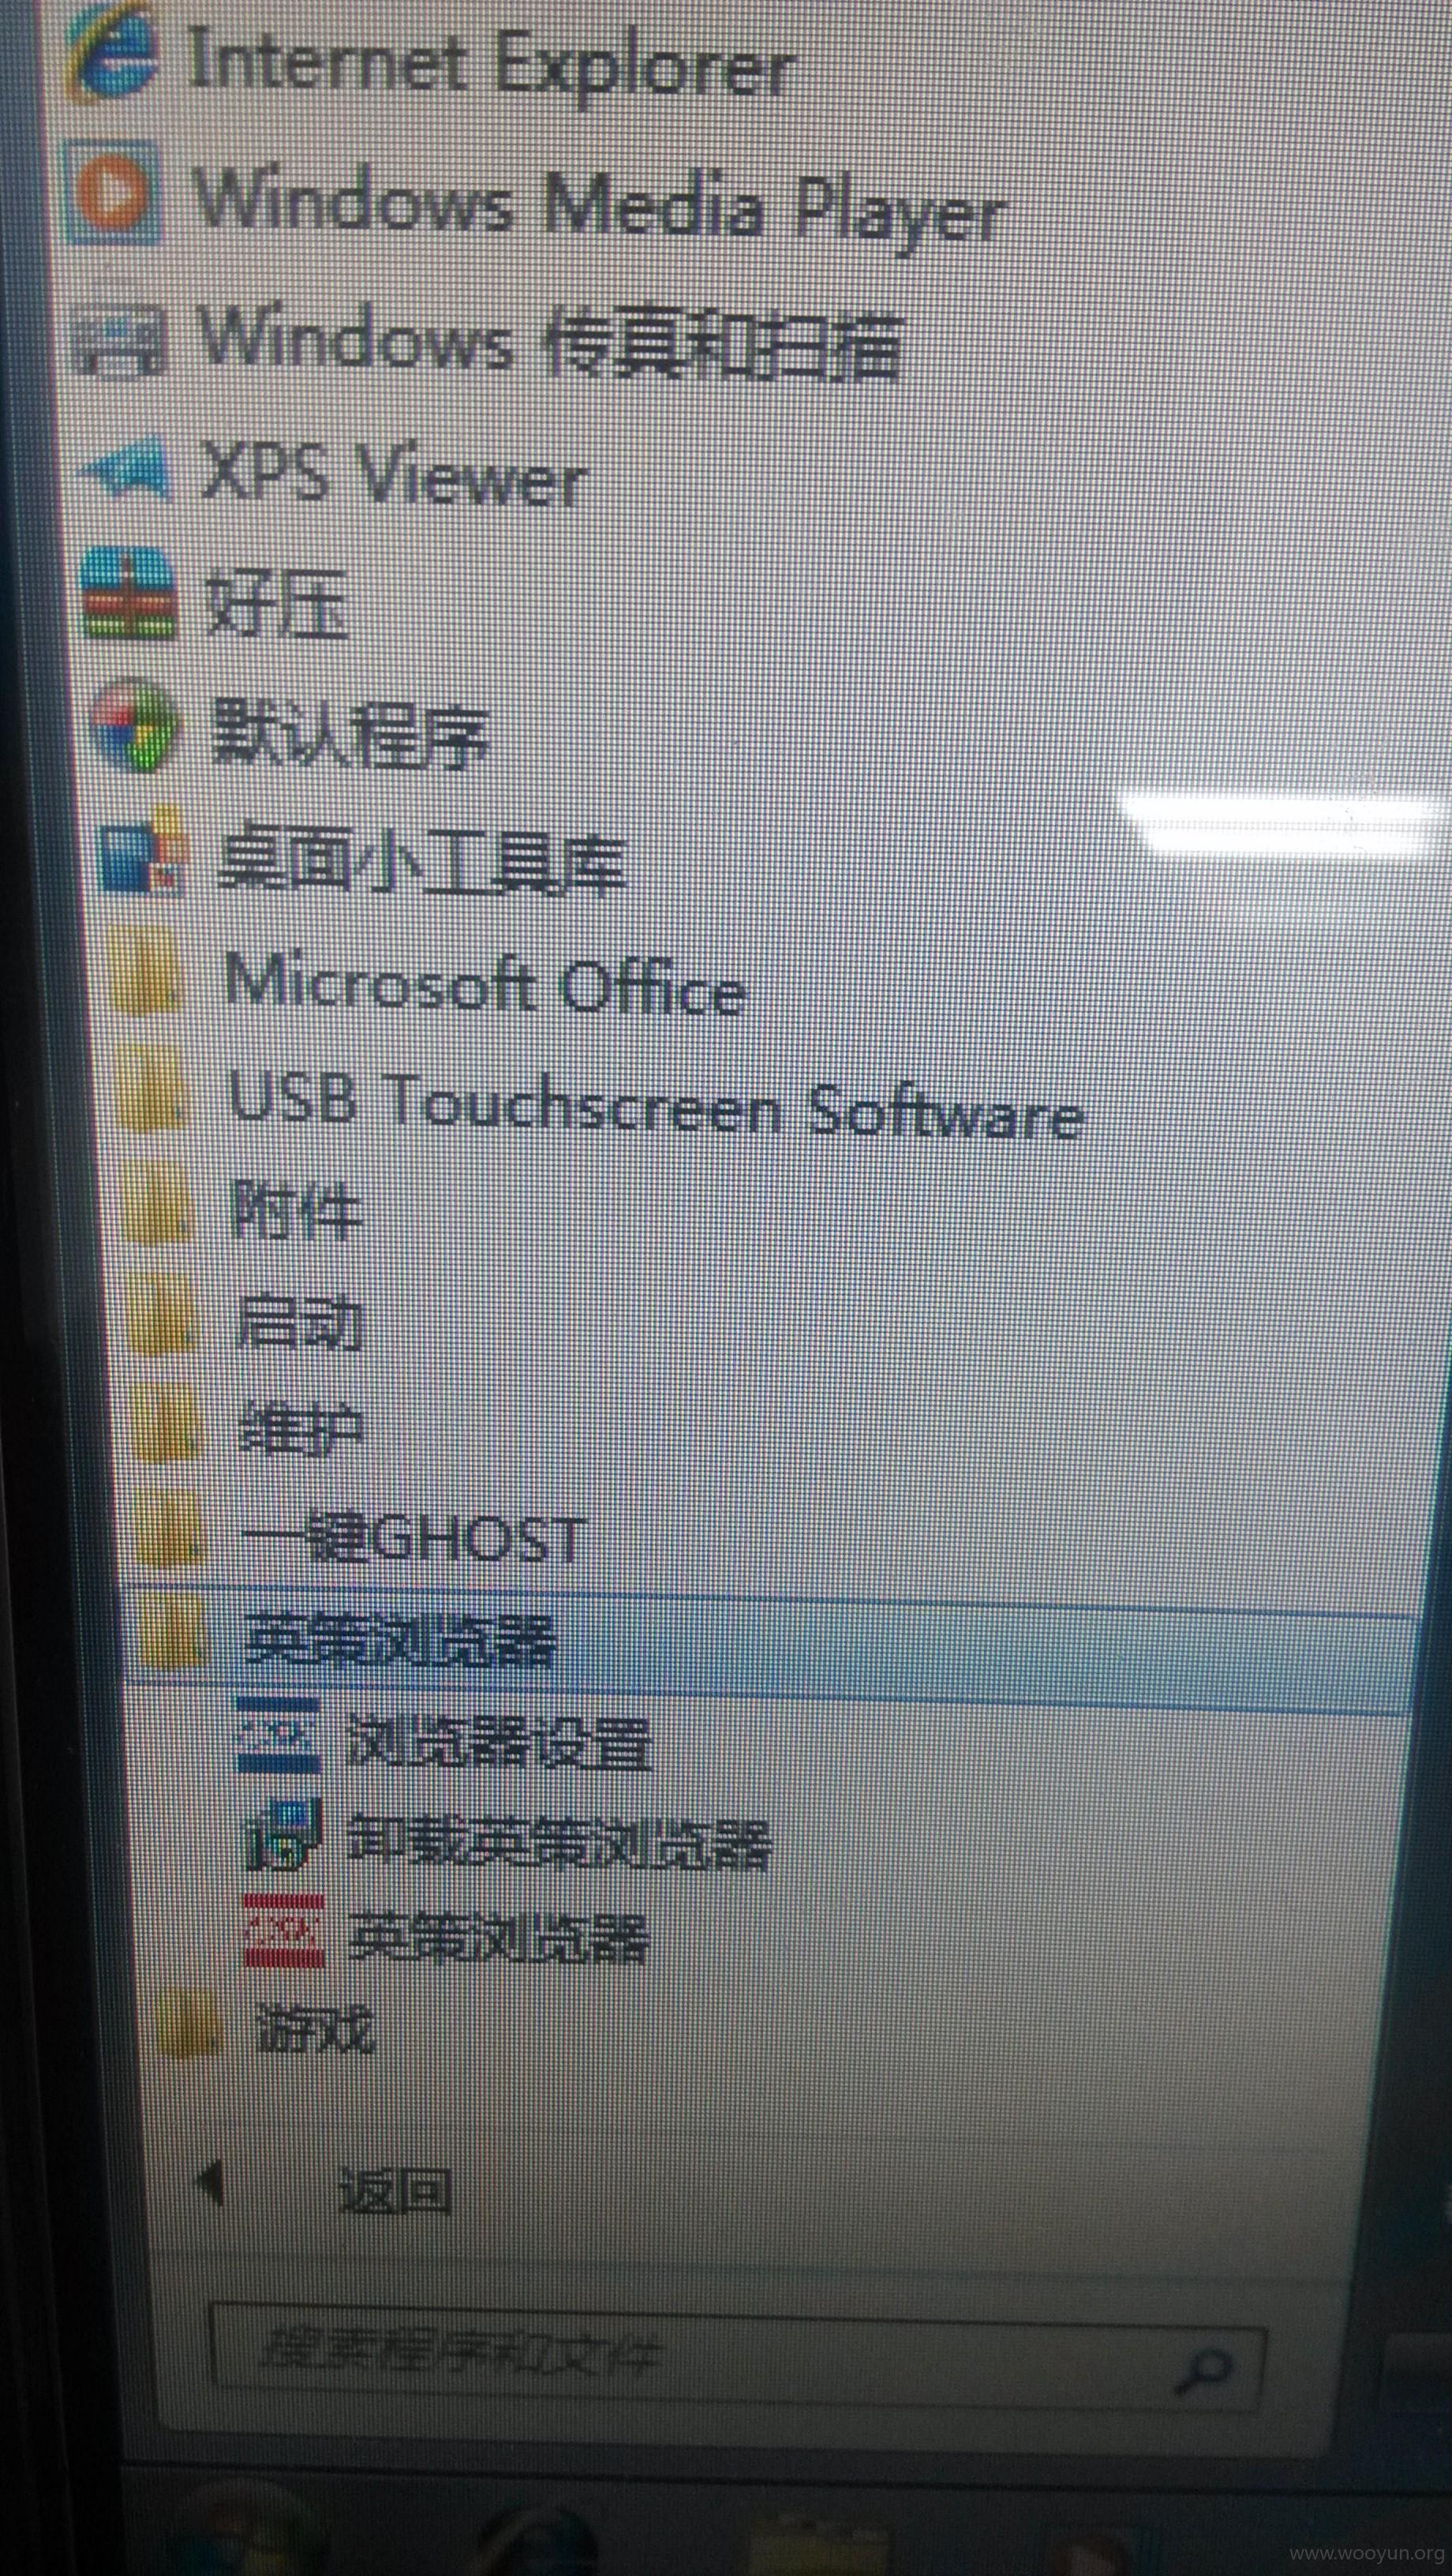 Internet Explorer
Windows Media Player
Windows 传真和扫描
XPS Viewer
好压
默认程序
桌面小工具库
Microsoft Office
USB Touchscreen Software
附件
启动
维护
一键GHOST
英策浏览器
浏览器设置
卸载英策浏览器
英策浏览器
游戏
返回
搜索程序和文件
www.wooyun.org